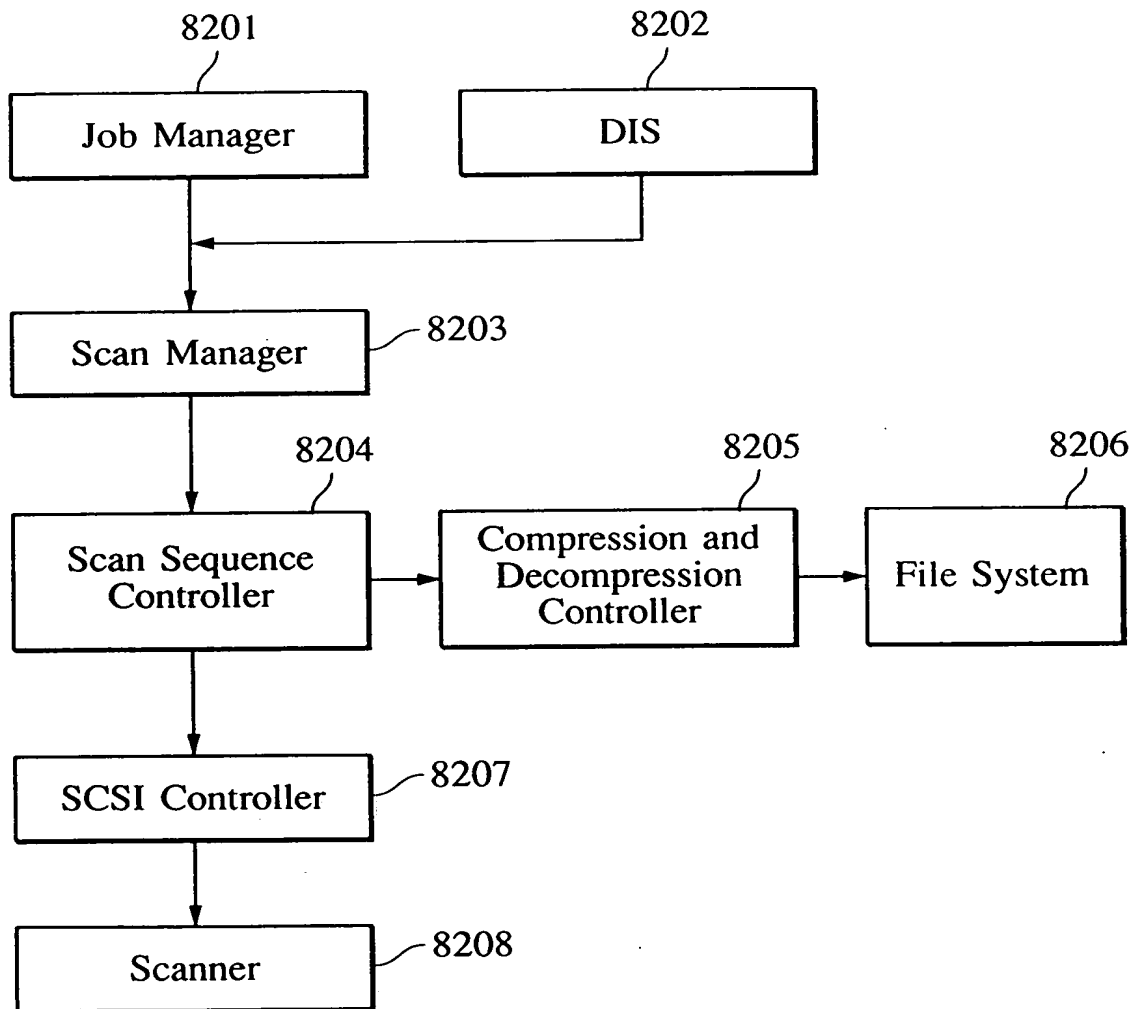 8201
8202
Job Manager
DIS
Scan Manager
8203
8204
8205
8206
Scan Sequence
Controller
Compression and
Decompression
Controller
File System
SCSI Controller
8207
Scanner
8208